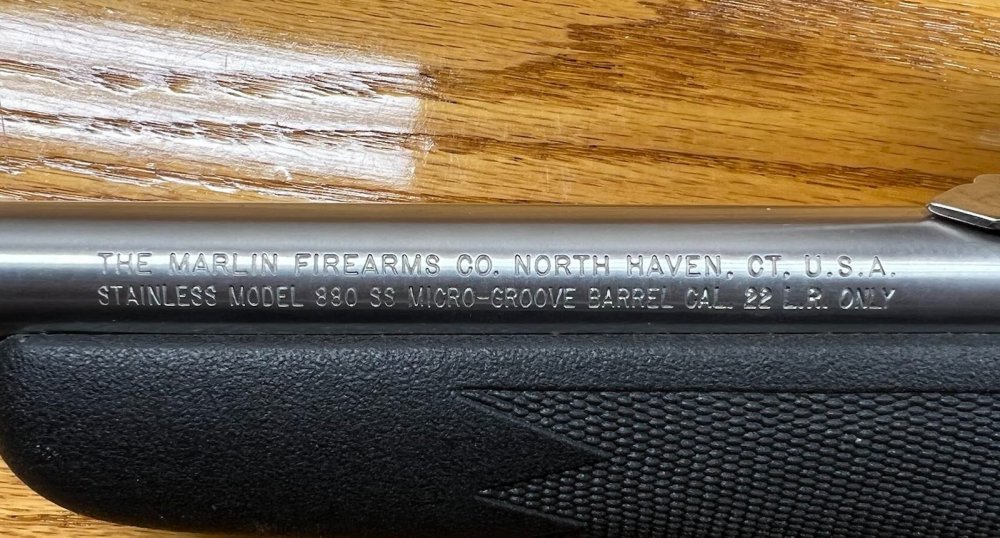 THE MARLIN FIREARMS CO. NORTH HAVEN, CT. U.S.A.
STAINLESS MODEL 880 SS MICRO-GROOVE BARREL CAL. 22 L.R. ONLY